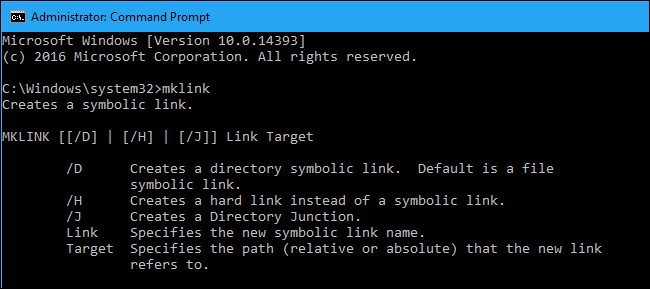 Administrator: Command Prompt
Microsoft Windows [Version 10.0.14393]
(c) 2016 Microsoft Corporation. All rights reserved.
C:\Windows\system32>mklink
Creates a symbolic link.
MKLINK [[/D] | [/H] | [/J]] Link Target
/D Creates a directory symbolic link. Default is a file
symbolic link.
/H Creates a hard link instead of a symbolic link.
/J Creates a Directory Junction.
Link Specifies the new symbolic link name.
Target Specifies the path (relative or absolute) that the new link
refers to.